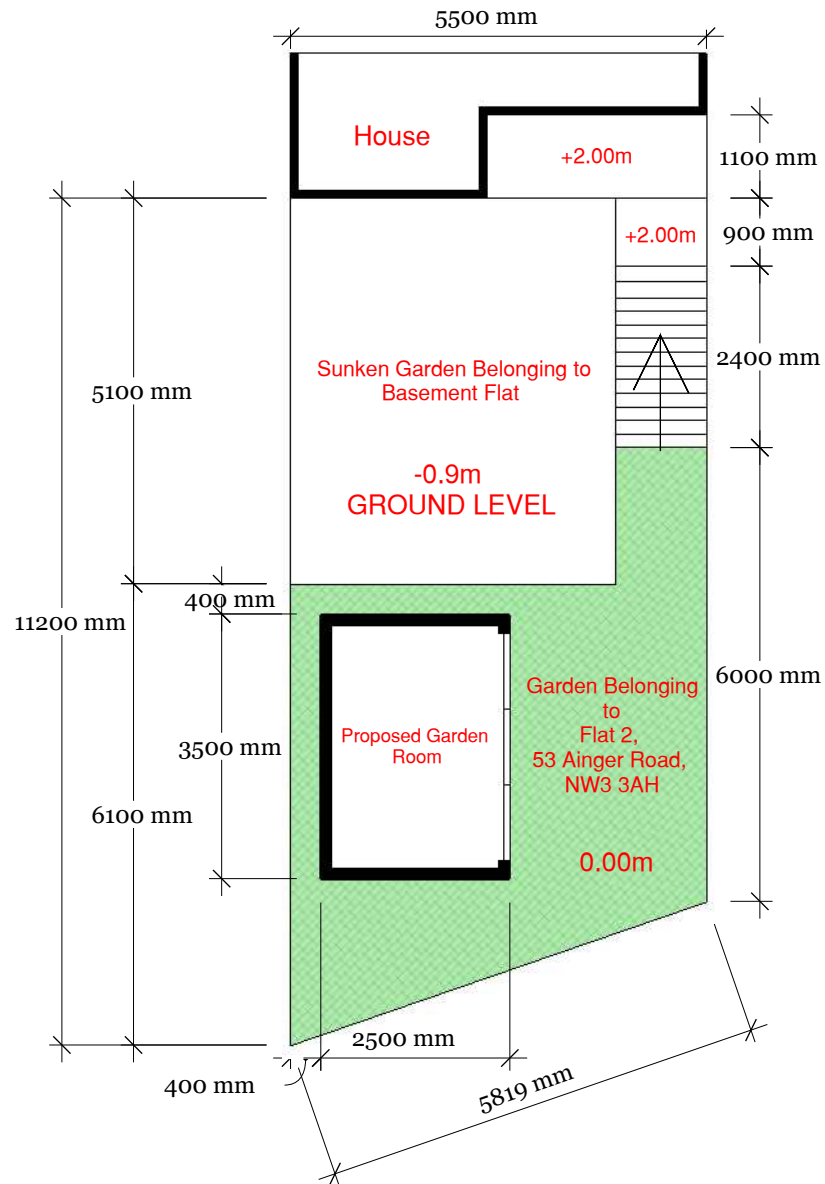 5500 mm
House
+2.00m
1100 mm
+2.00m
900 mm
Sunken Garden Belonging to
Basement Flat
2400 mm
5100 mm
-0.9m
GROUND LEVEL
400 mm
11200 mm
6000 mm
Garden Belonging
to
Flat 2,
53 Ainger Road,
NW3 3AH
Proposed Garden
Room
3500 mm
6100 mm
0.00m
2500 mm
400 mm
5819 mm